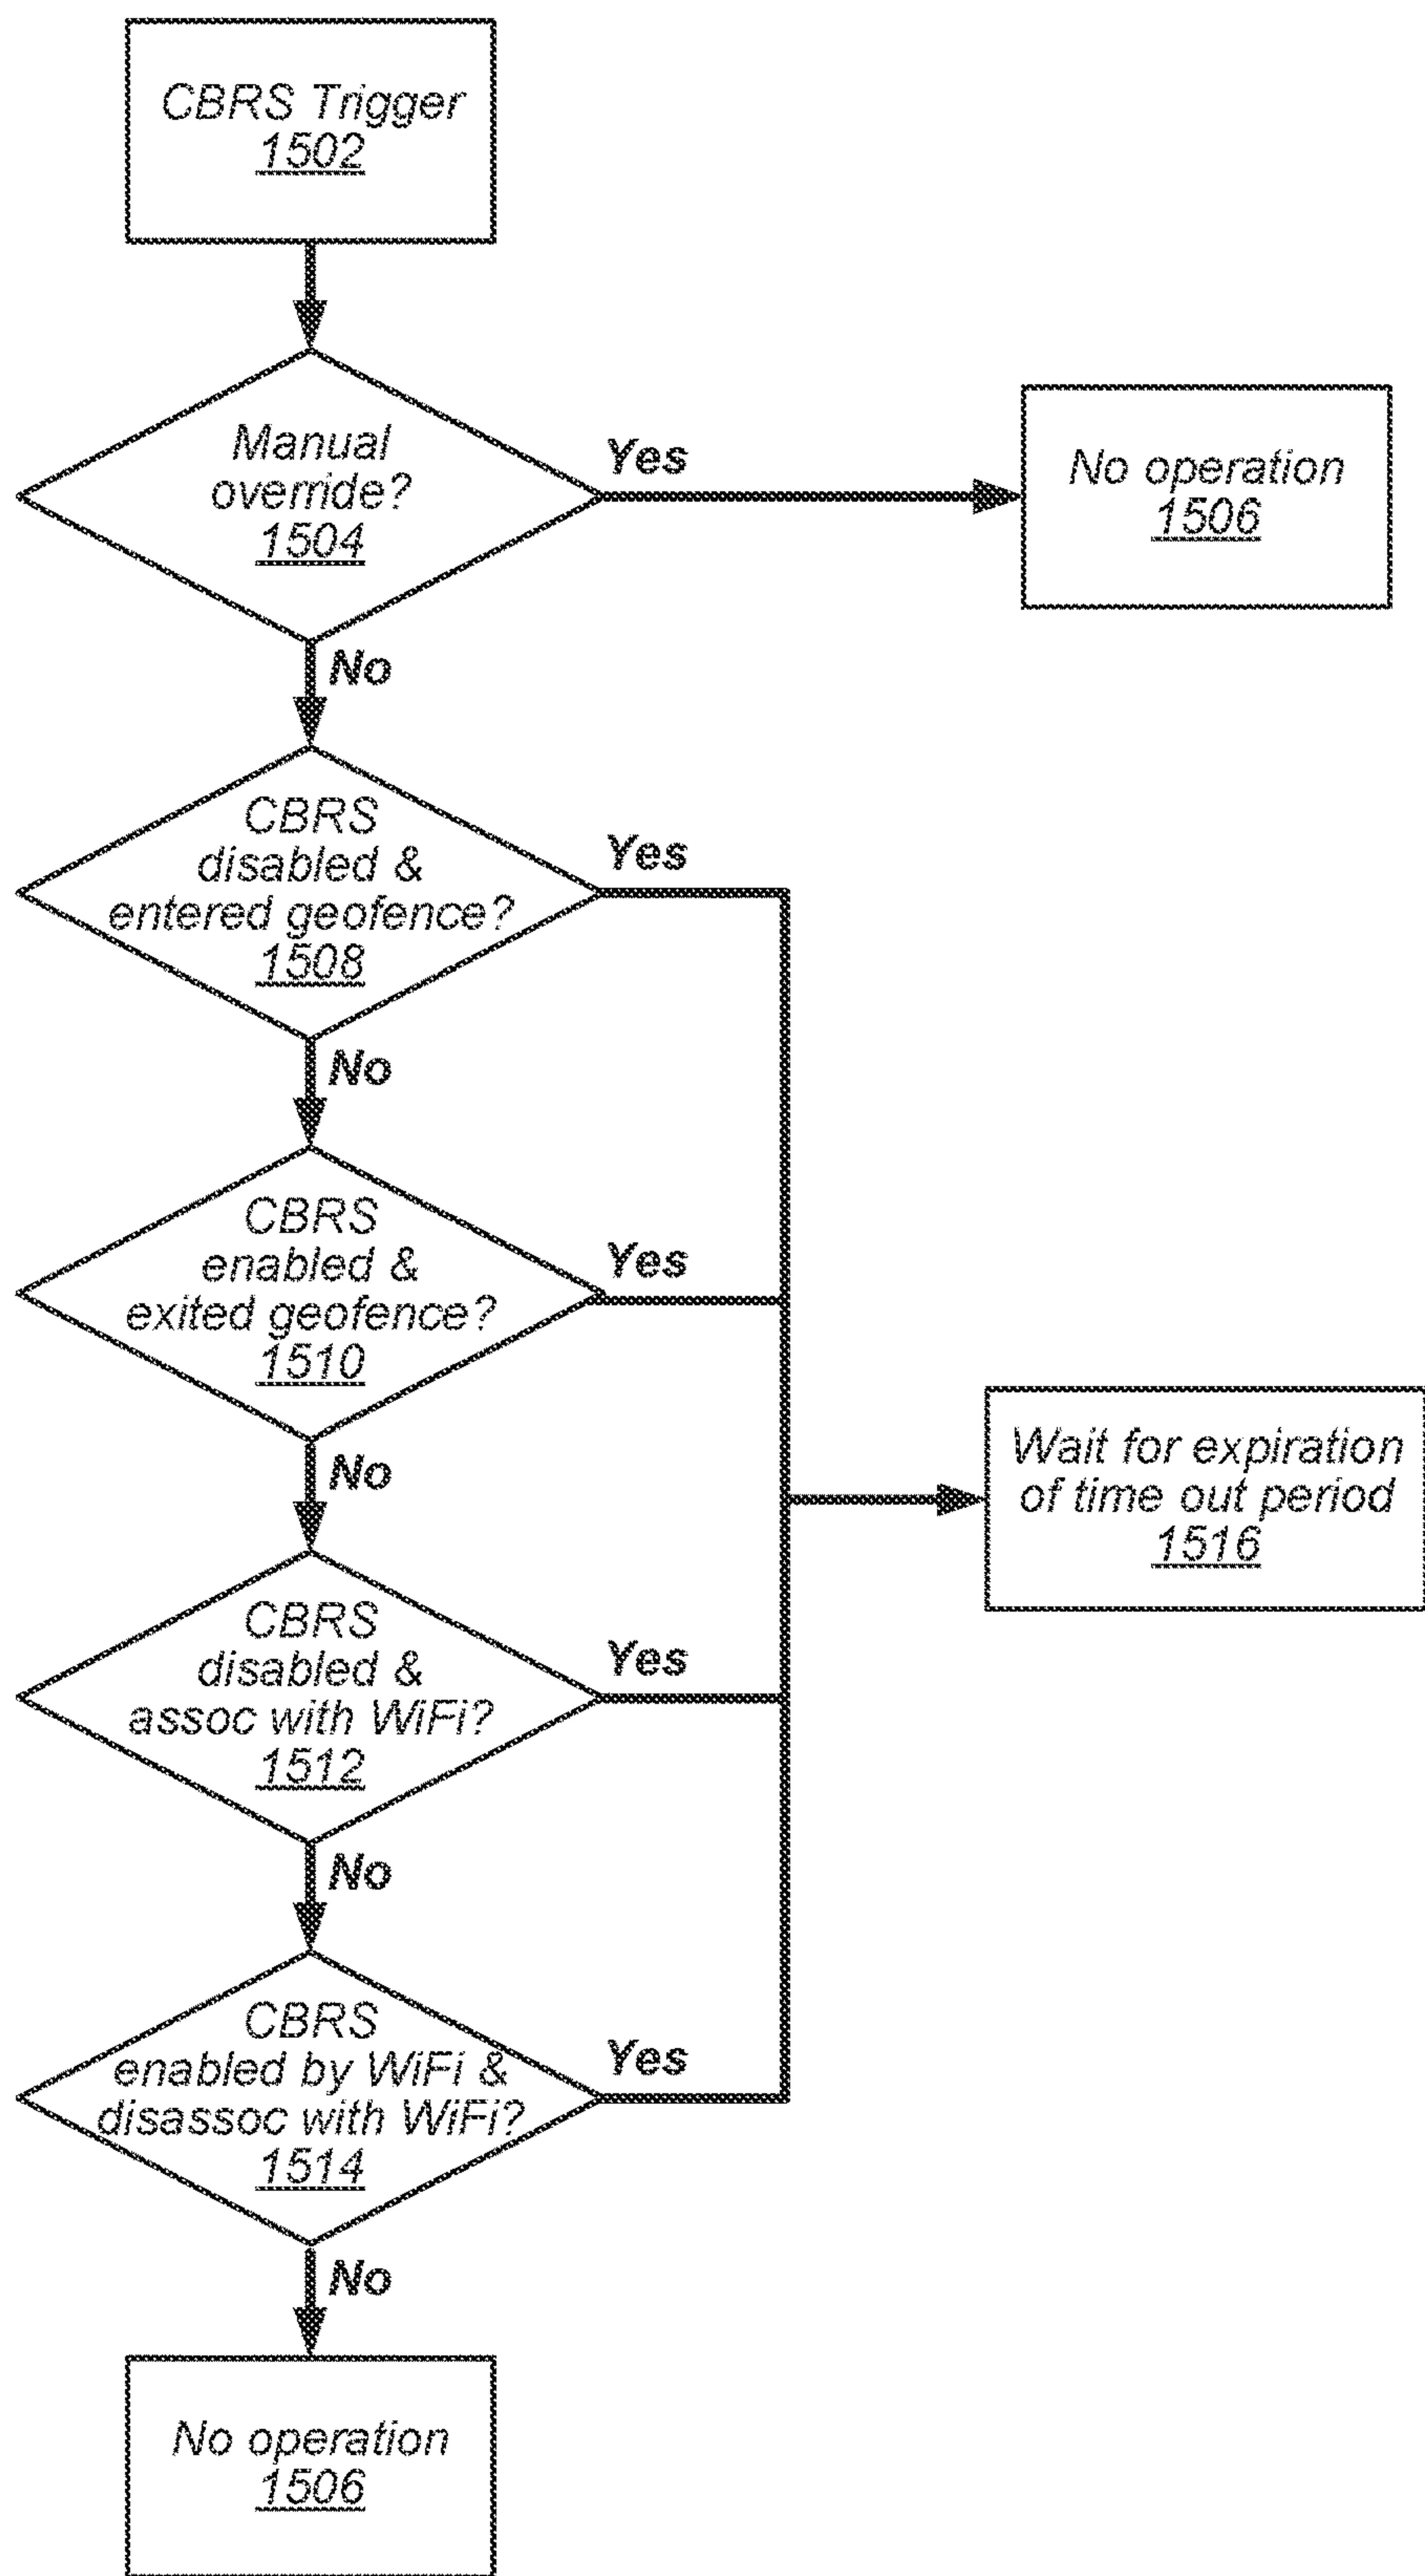 CBRS Trigger
1502
Manual
override?
1504
Yes
No operation
1506
No
CBRS
disabled &
entered geofence?
1508
Yes
No
CBRS
enabled &
exited geofence?
1510
Yes
No
Wait for expiration
of time out period
1516
CBRS
disabled &
assoc with WiFi?
1512
Yes
No
CBRS
enabled by WiFi &
disassoc with WiFi?
1514
Yes
No
No operation
1506